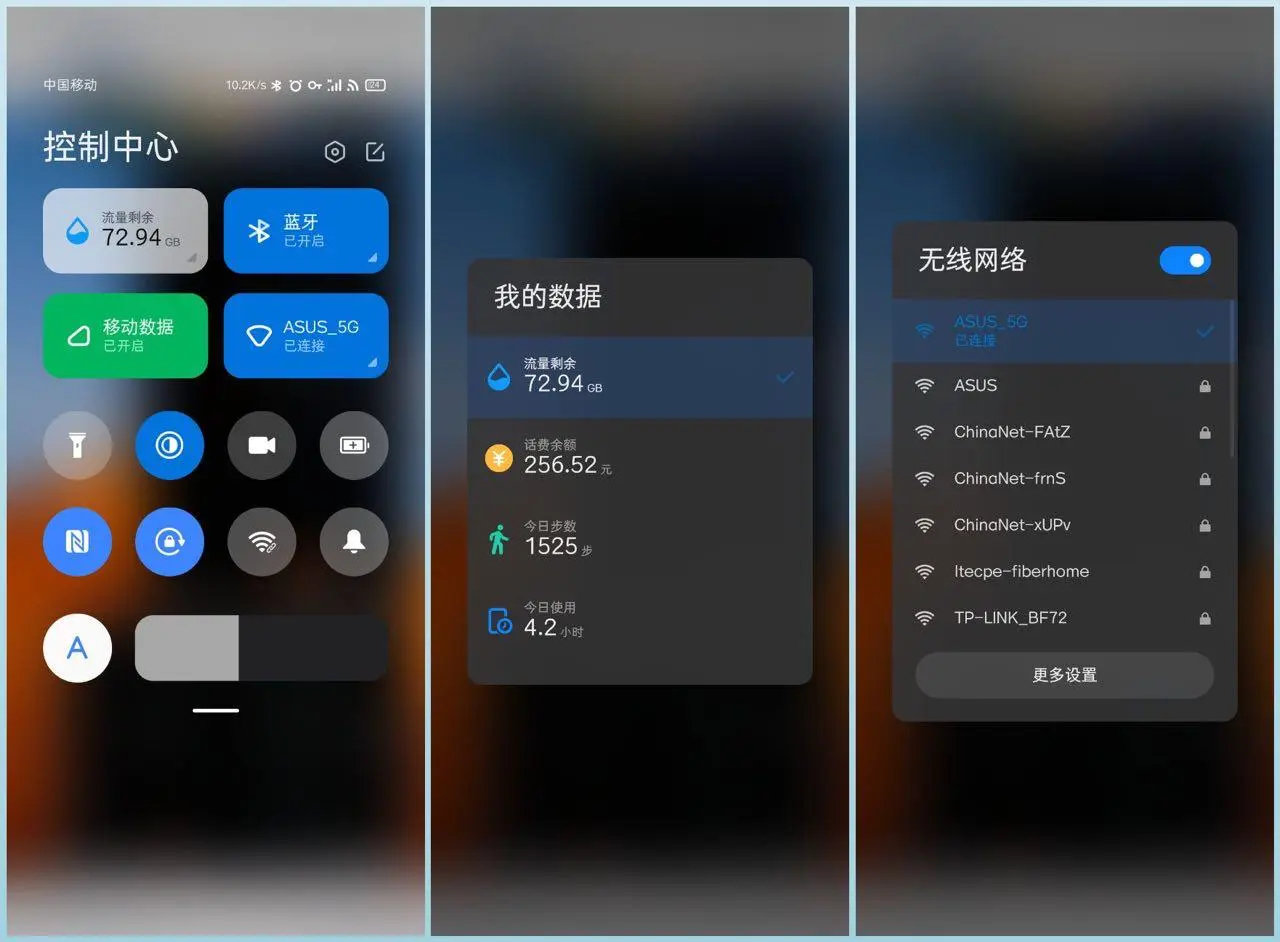 中国移动
10.2K/s
24
控制中心
流量剩余
72.94 GB
蓝牙
已开启
移动数据
已开启
ASUS_5G
已连接
A
我的数据
流量剩余
72.94 GB
话费余额
256.52 元
今日步数
1525 步
今日使用
4.2 小时
无线网络
ASUS_5G
已连接
ASUS
ChinaNet-FAtZ
ChinaNet-frnS
ChinaNet-xUPv
Itecpe-fiberhome
TP-LINK_BF72
更多设置